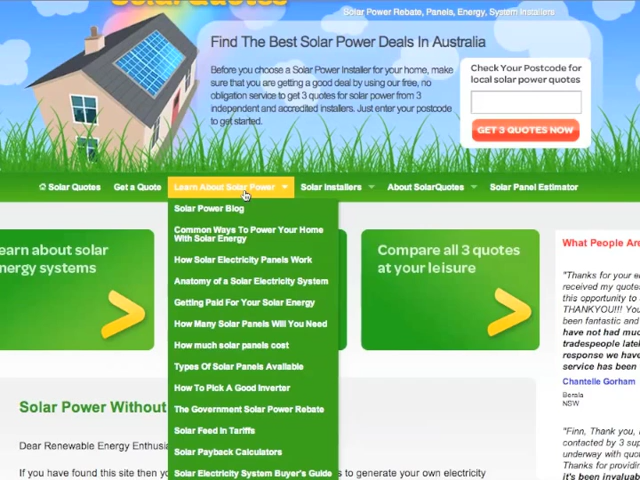 SolarQuotes
Solar Power Rebate, Panels, Energy, System Installers
Find The Best Solar Power Deals In Australia
Before you choose a Solar Power Installer for your home, make
sure that you are getting a good deal by using our free, no
obligation service to get 3 quotes for solar power from 3
independent and accredited installers. Just enter your postcode
to get started.
Check Your Postcode for
local solar power quotes
GET 3 QUOTES NOW
Solar Quotes
Get a Quote
Learn About Solar Power
Solar Installers
About SolarQuotes
Solar Panel Estimator
Solar Power Blog
Common Ways To Power Your Home
With Solar Energy
How Solar Electricity Panels Work
Anatomy of a Solar Electricity System
Getting Paid For Your Solar Energy
How Many Solar Panels Will You Need
How much solar panels cost
Types Of Solar Panels Available
How To Pick A Good Inverter
The Government Solar Power Rebate
Solar Feed In Tariffs
Solar Payback Calculators
Solar Electricity System Buyer's Guide
earn about solar
nergy systems
Compare all 3 quotes
at your leisure
What People Are
"Thanks for your e
received my quotes
this opportunity to
THANKYOU!!! You
been fantastic and
have not had muc
tradespeople latel
response we have
service has been
Chantelle Gorham
Berala
NSW
"Finn, Thank you, I
contacted by 3 sup
underway with quot
Thanks for providin
it's been invaluab
Solar Power Without
Dear Renewable Energy Enthusia
If you have found this site then yo
s to generate your own electricity